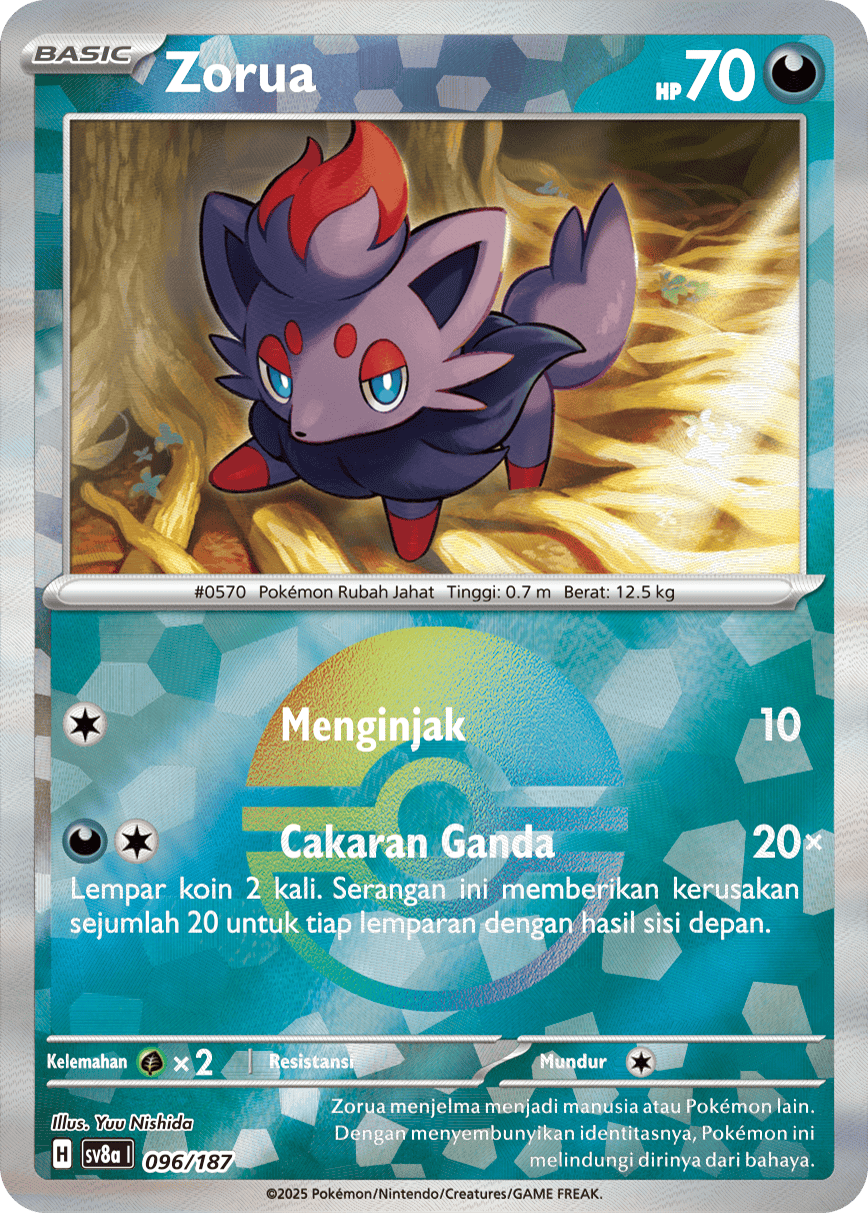 BASIC Zorua HP 70
#0570 Pokémon Rubah Jahat Tinggi: 0.7 m Berat: 12.5 kg
Menginjak 10
Cakaran Ganda 20×
Lempar koin 2 kali. Serangan ini memberikan kerusakan
sejumlah 20 untuk tiap lemparan dengan hasil sisi depan.
Kelemahan ×2 Resistansi Mundur
Illus. Yuu Nishida
Zorua menjelma menjadi manusia atau Pokémon lain.
Dengan menyembunyikan identitasnya, Pokémon ini
melindungi dirinya dari bahaya.
H sv8a I 096/187
©2025 Pokémon/Nintendo/Creatures/GAME FREAK.